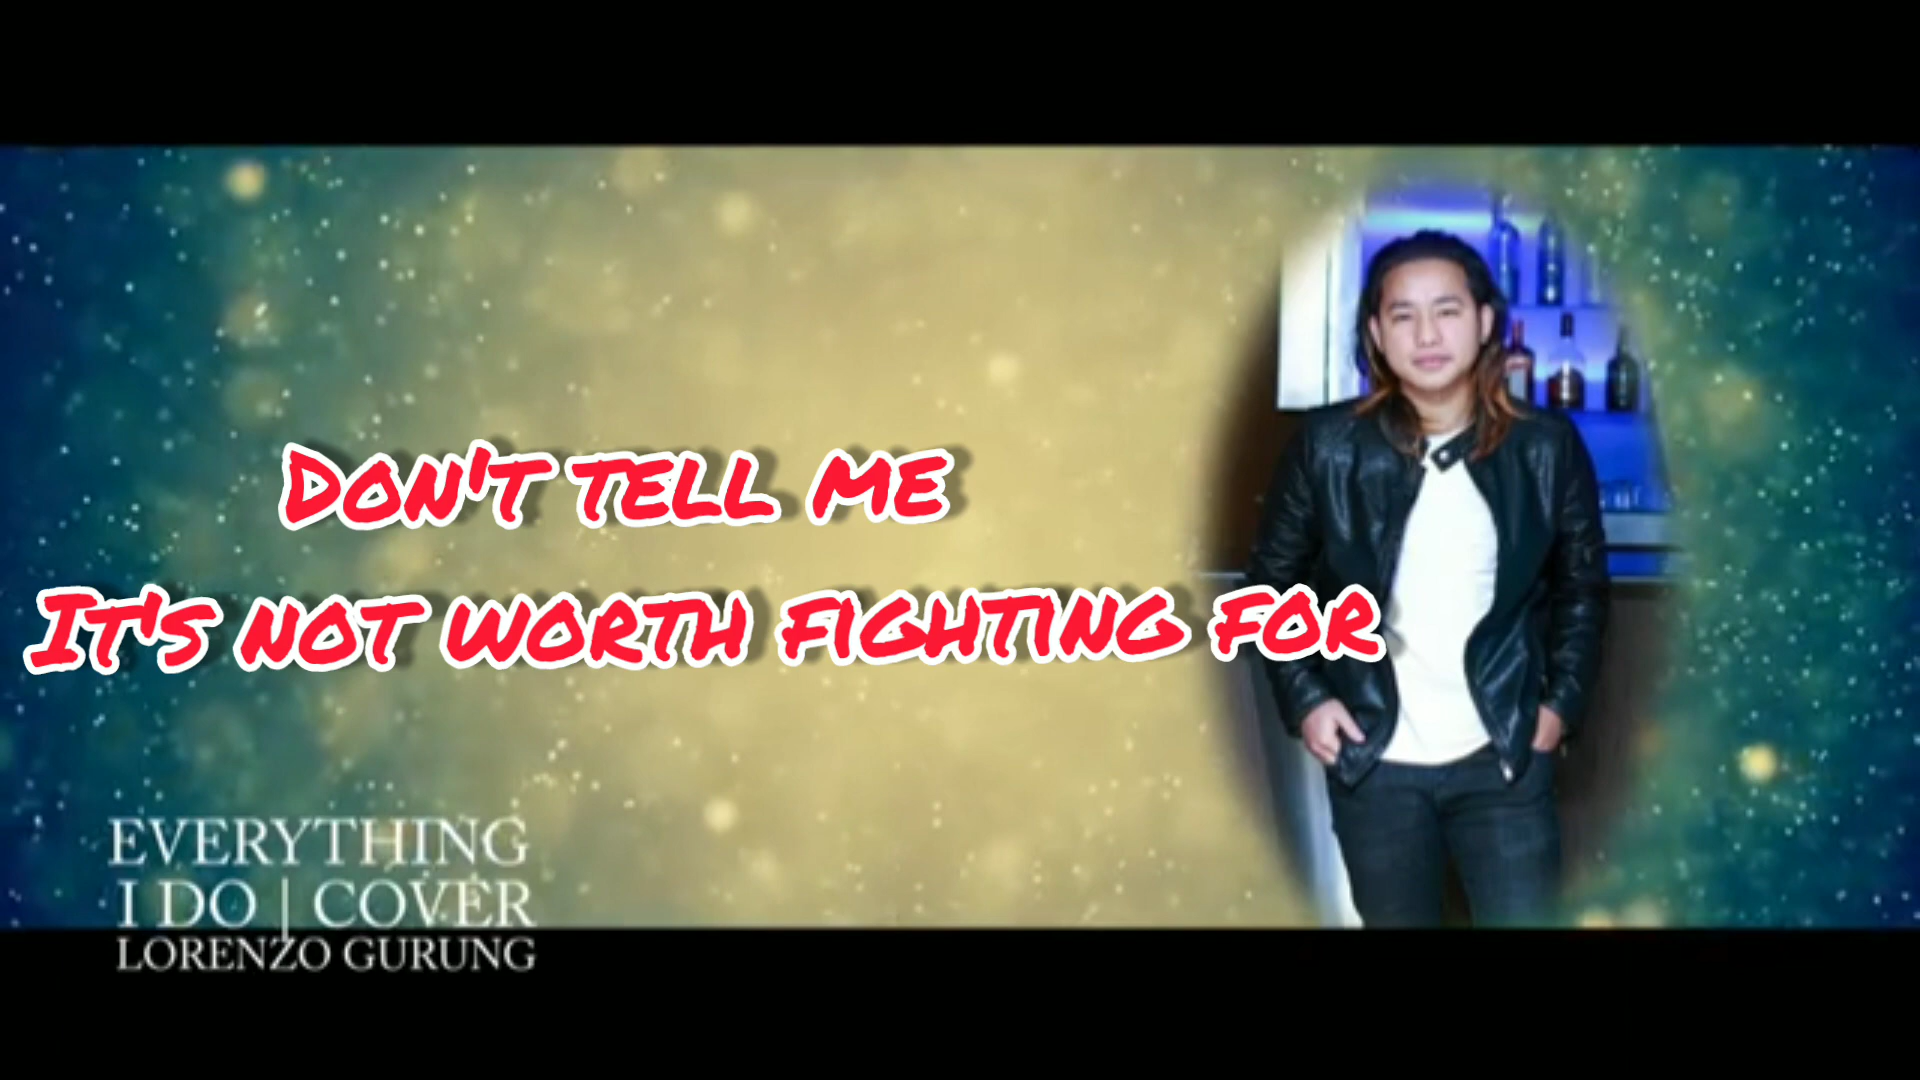 Don't tell me
It's not worth fighting for
EVERYTHING
I DO | COVER
LORENZO GURUNG